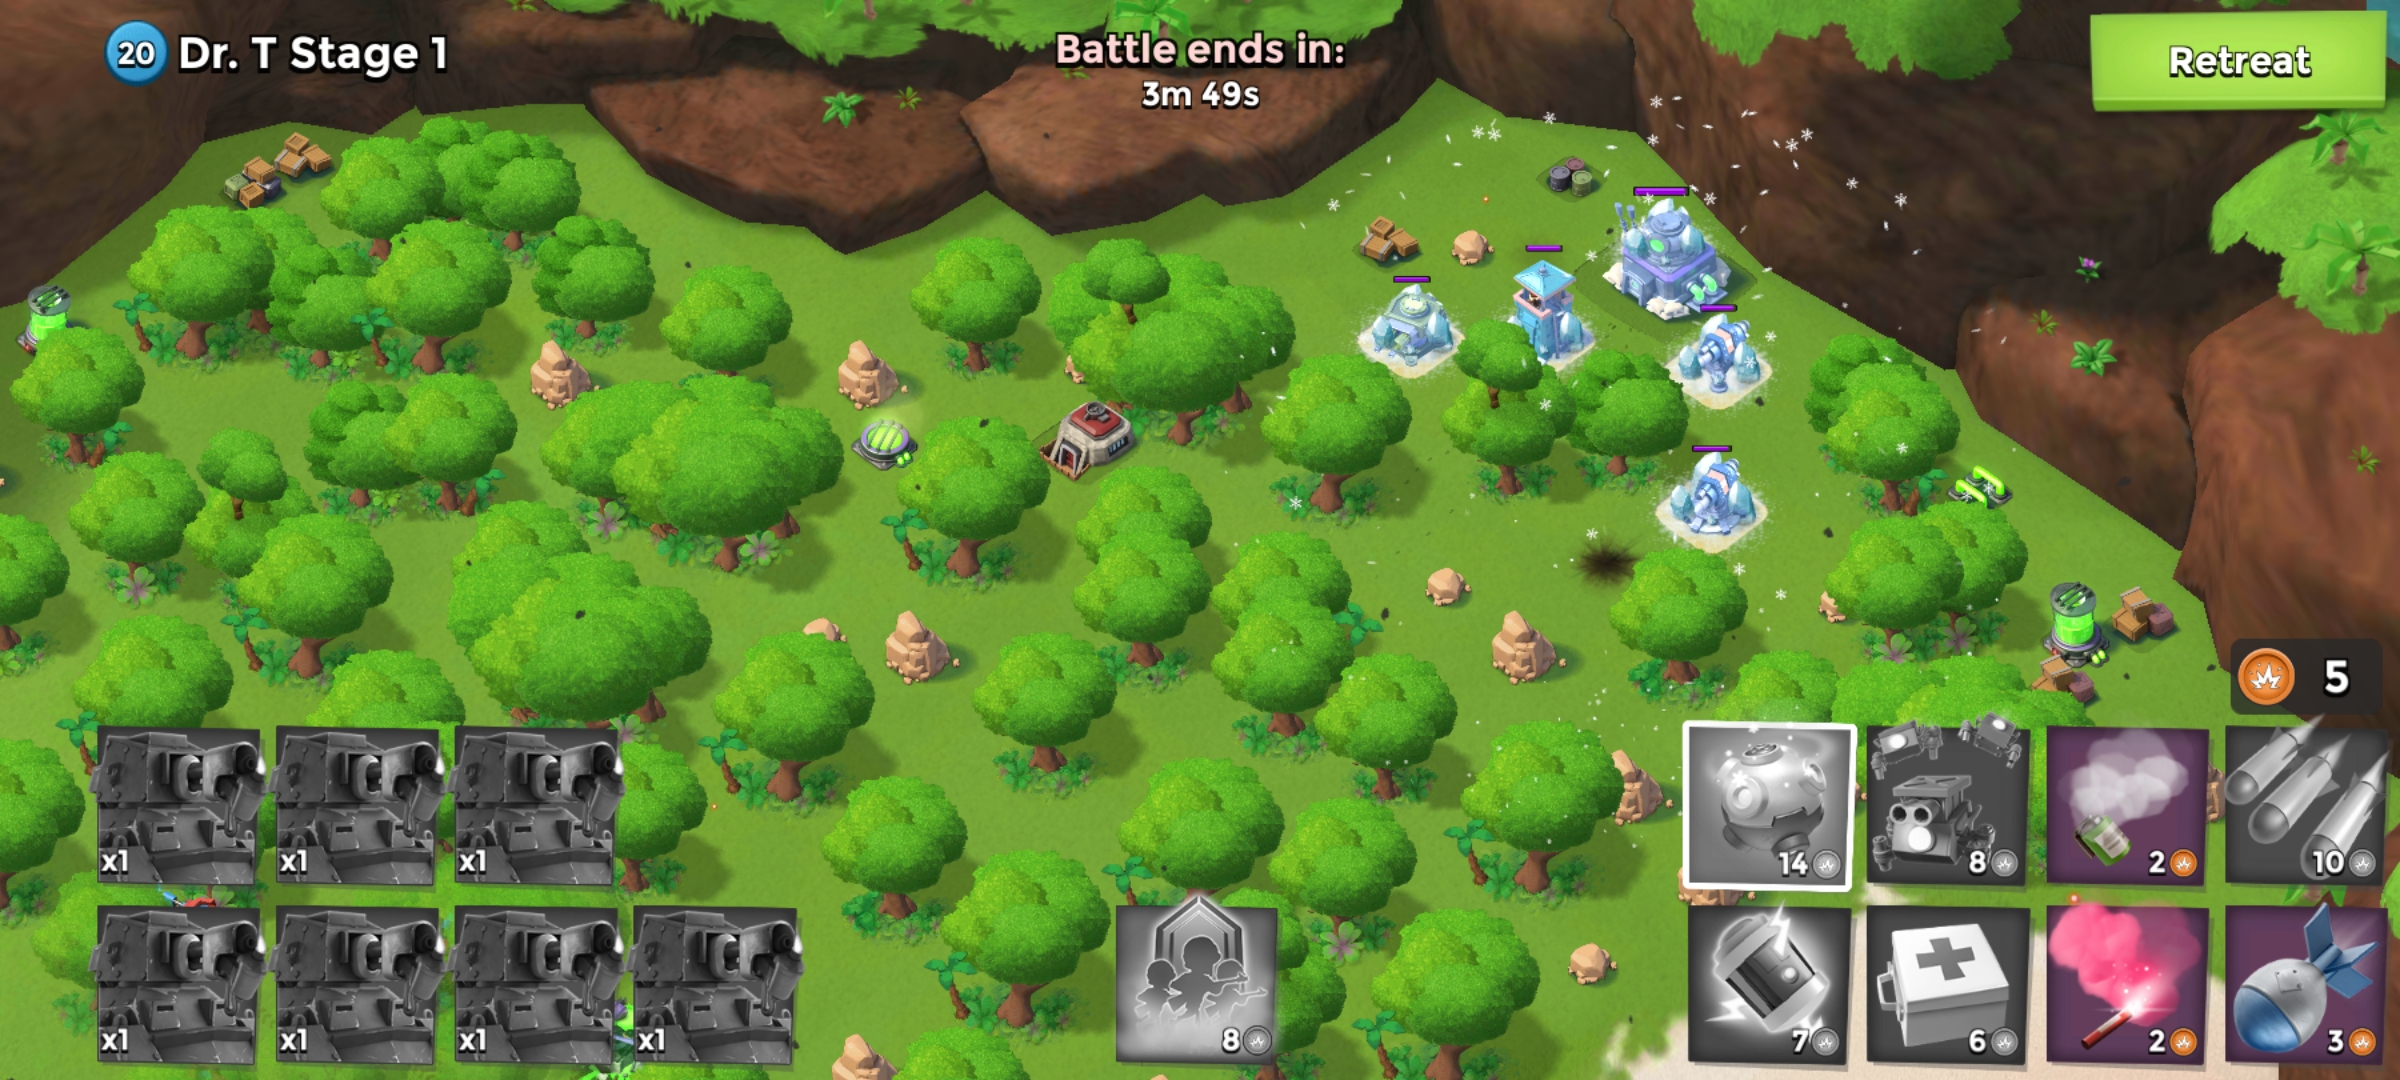 20 Dr. T Stage 1
Battle ends in:
3m 49s
Retreat
5
x1 x1 x1
14 8 2 10
x1 x1 x1 x1
8
7 6 2 3